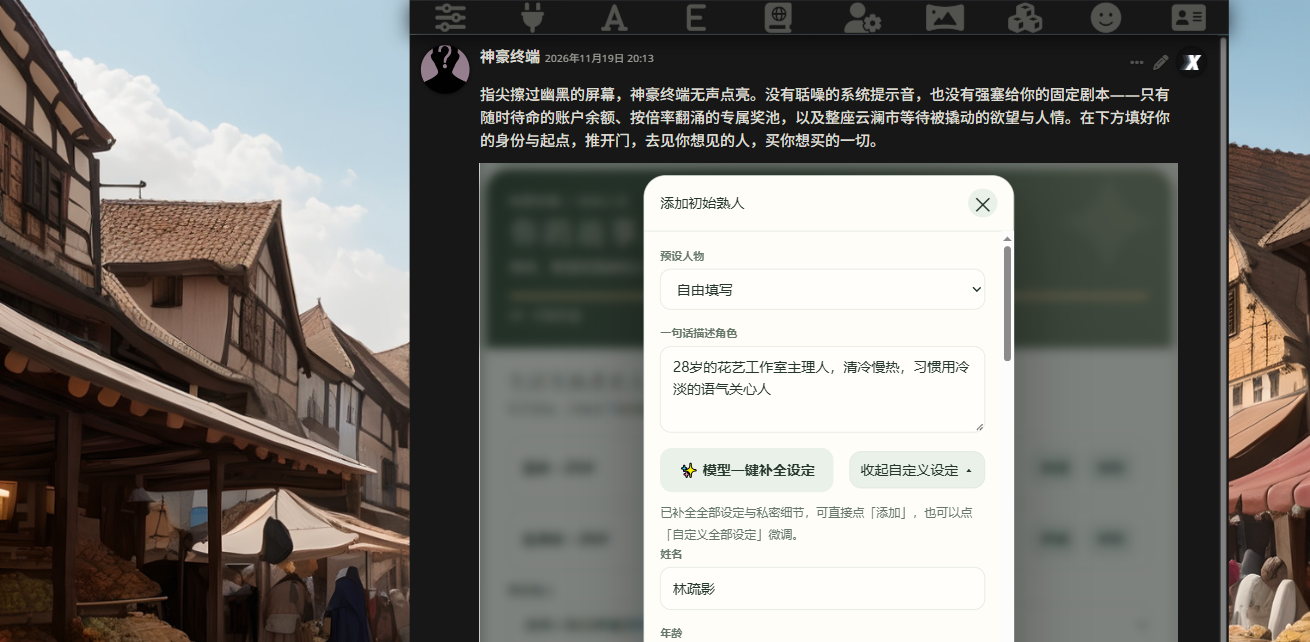 神豪终端 2026年11月19日 20:13
指尖擦过幽黑的屏幕，神豪终端无声点亮。没有聒噪的系统提示音，也没有强塞给你的固定剧本——只有
随时待命的账户余额、按倍率翻涌的专属奖池，以及整座云澜市等待被撬动的欲望与人情。在下方填好你
的身份与起点，推开门，去见你想见的人，买你想买的一切。
添加初始熟人
预设人物
自由填写
一句话描述角色
28岁的花艺工作室主理人，清冷慢热，习惯用冷
淡的语气关心人
✨ 模型一键补全设定
收起自定义设定
已补全全部设定与私密细节，可直接点「添加」，也可以点
「自定义全部设定」微调。
姓名
林疏影
年龄